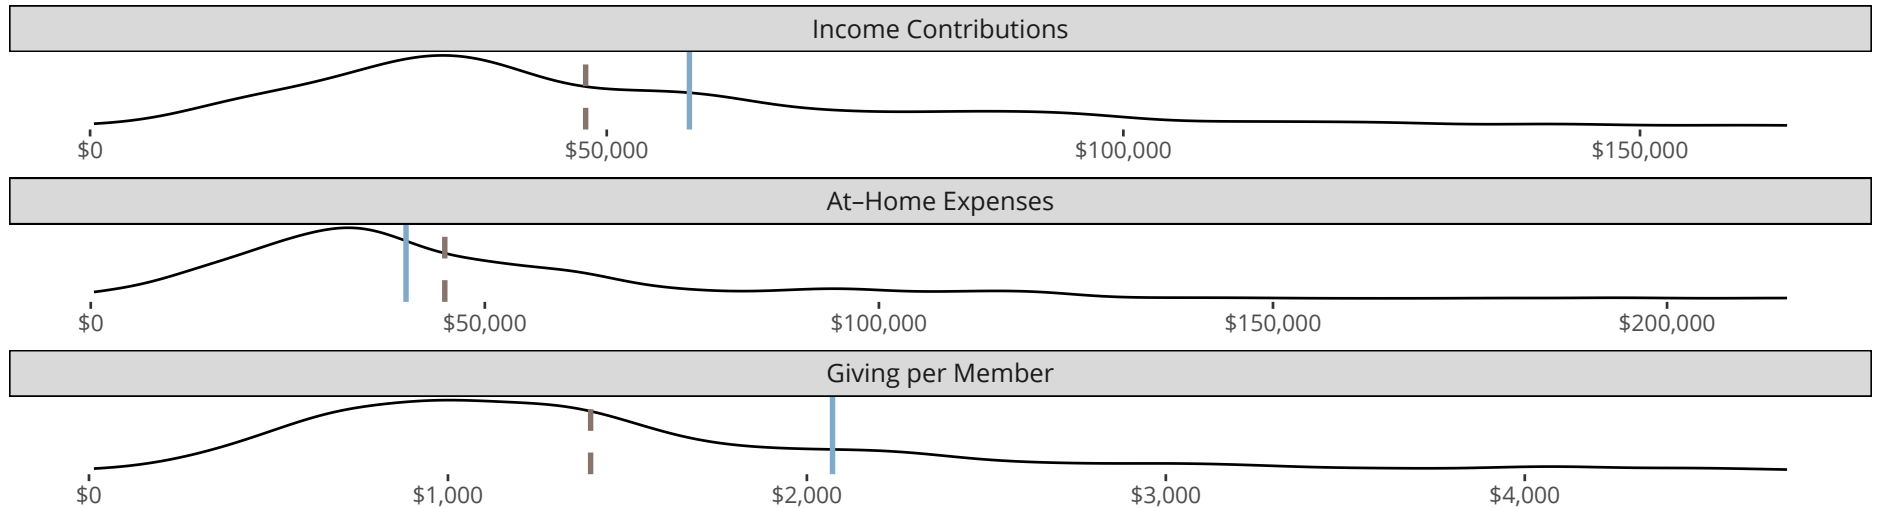 Income Contributions
$0 $50,000 $100,000 $150,000
At–Home Expenses
$0 $50,000 $100,000 $150,000 $200,000
Giving per Member
$0 $1,000 $2,000 $3,000 $4,000